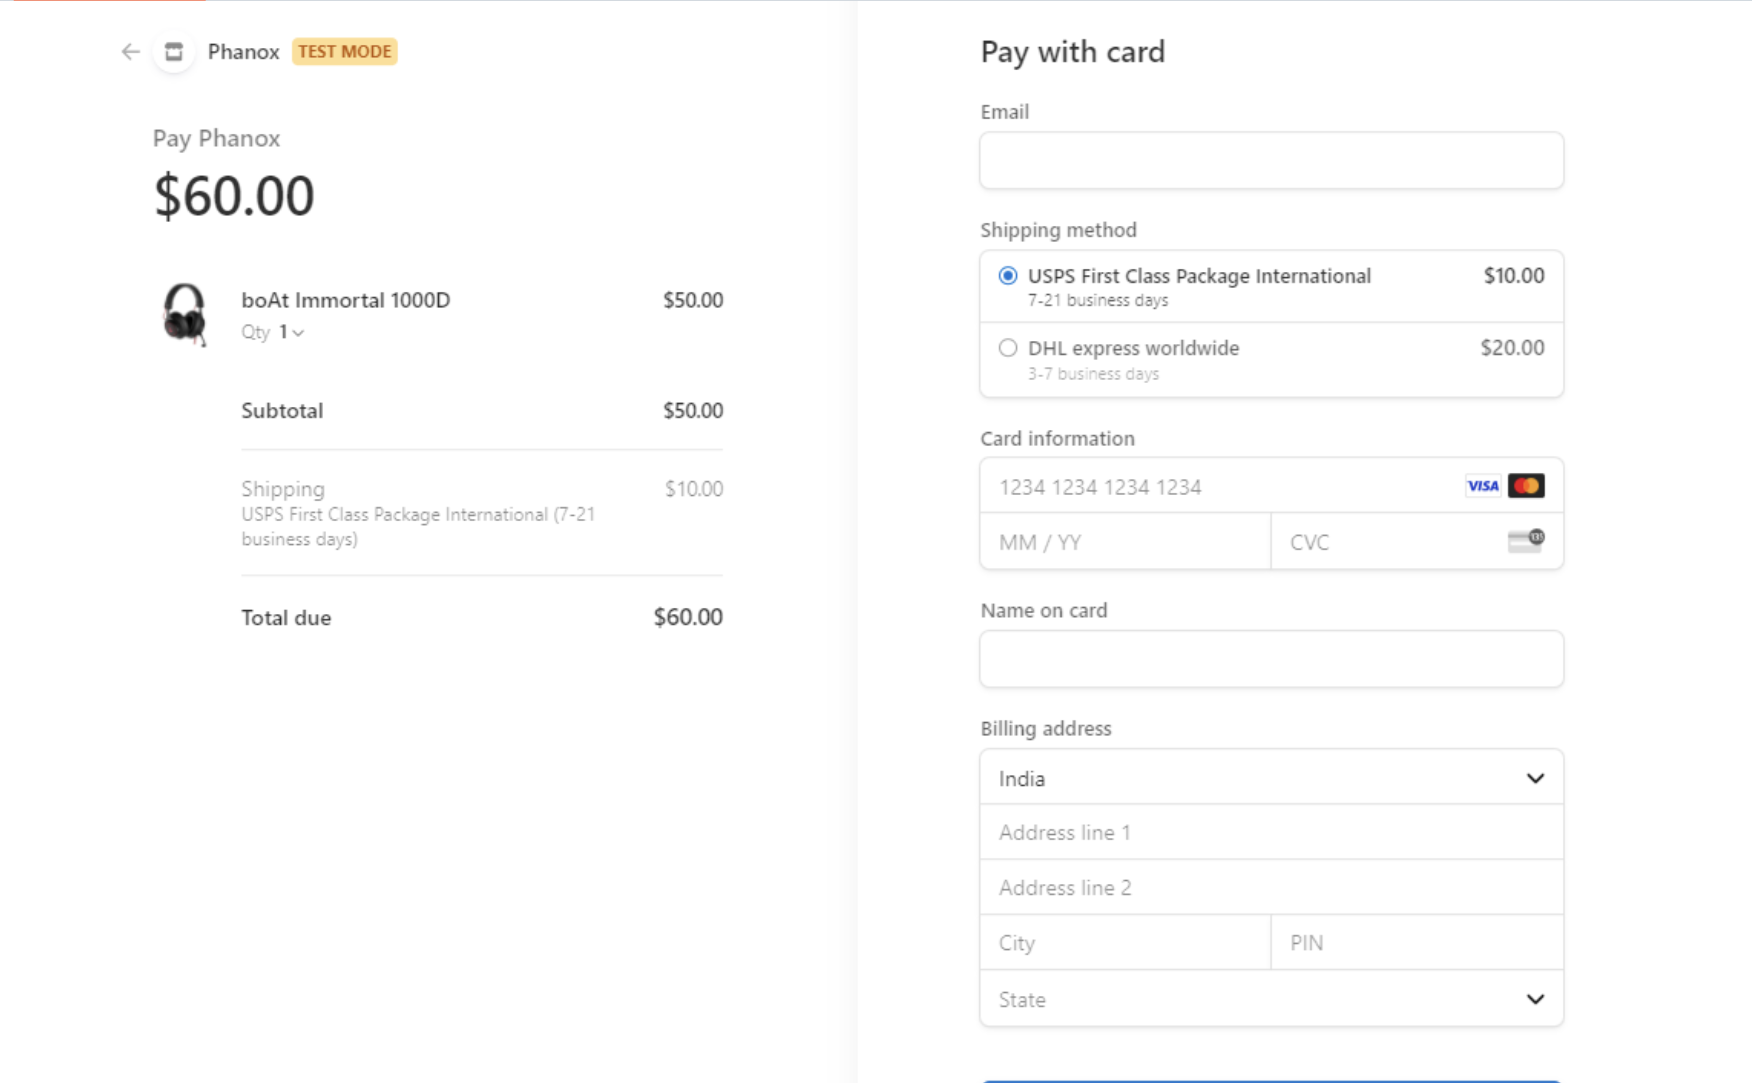 Phanox TEST MODE
Pay Phanox
$60.00
boAt Immortal 1000D $50.00
Qty 1
Subtotal $50.00
Shipping $10.00
USPS First Class Package International (7-21
business days)
Total due $60.00
Pay with card
Email
Shipping method
USPS First Class Package International $10.00
7-21 business days
DHL express worldwide $20.00
3-7 business days
Card information
1234 1234 1234 1234 VISA
MM / YY CVC
Name on card
Billing address
India
Address line 1
Address line 2
City PIN
State